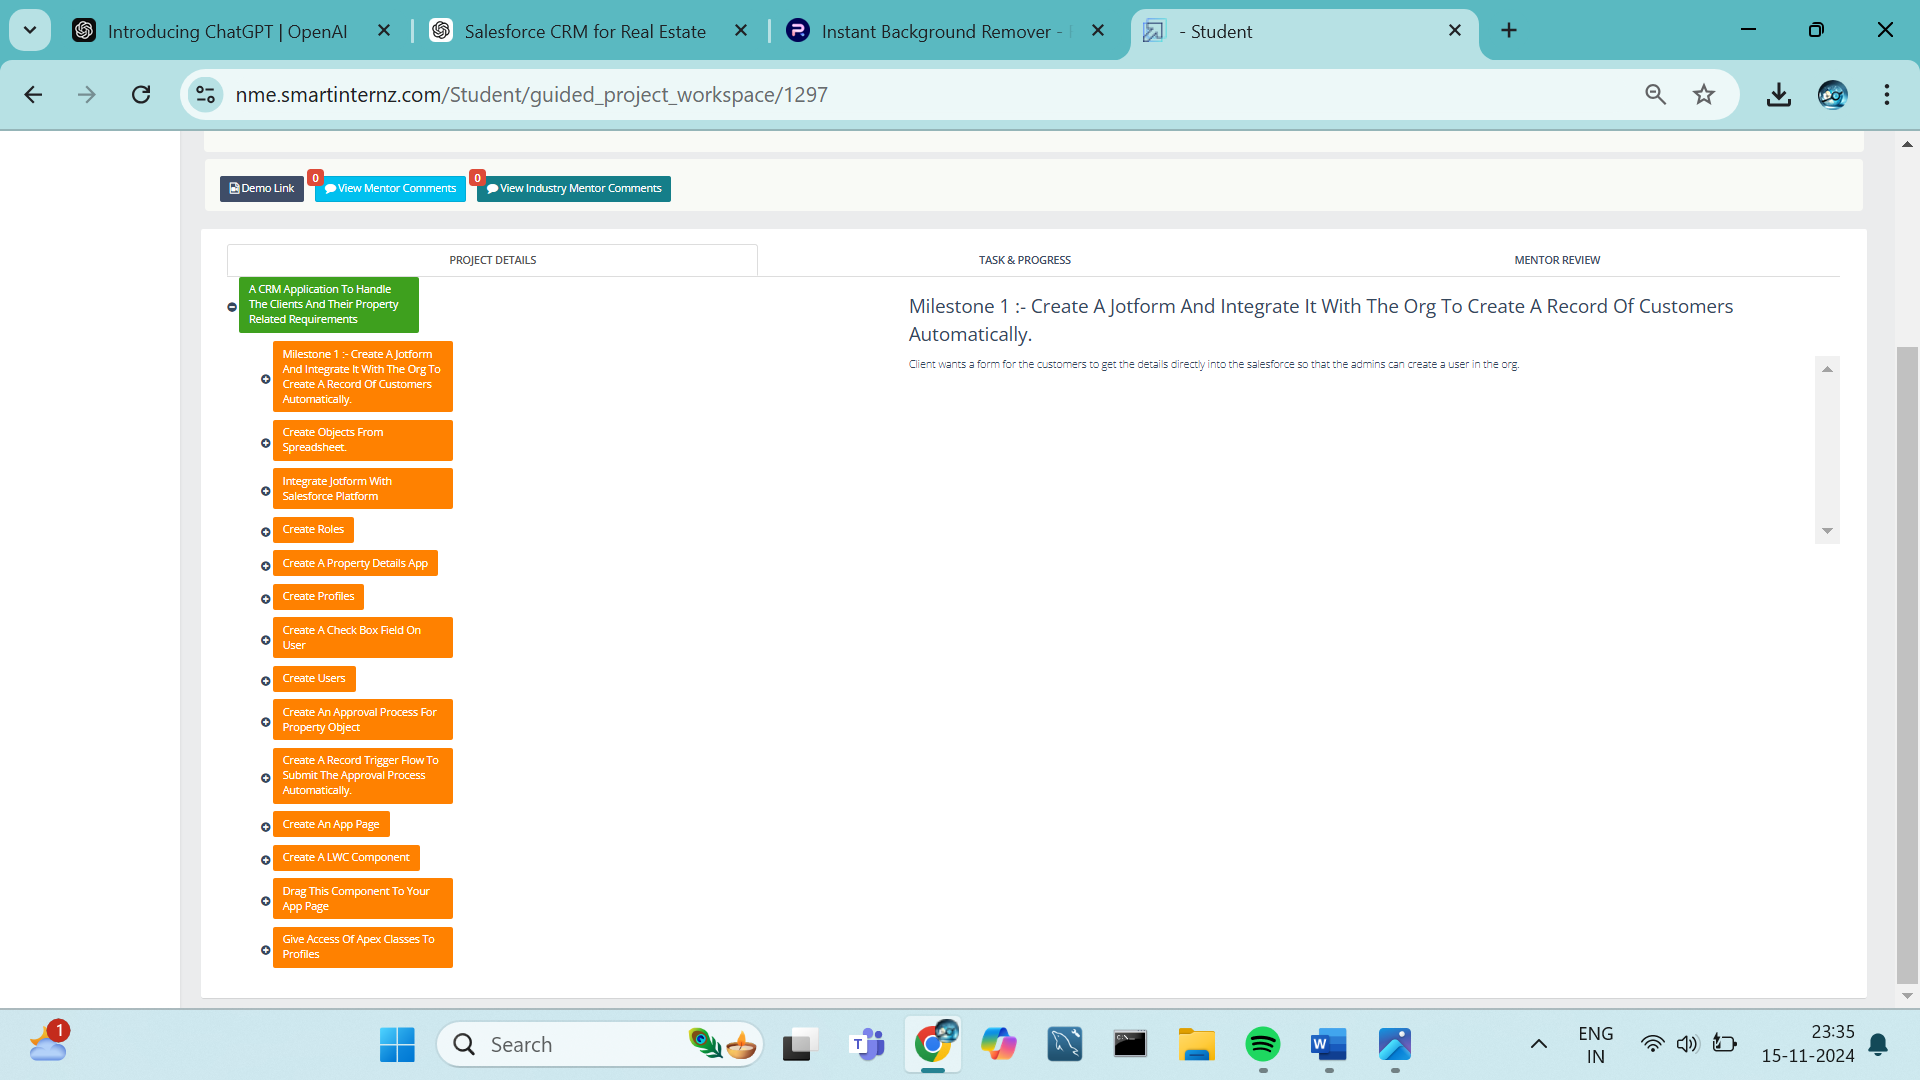 Introducing ChatGPT | OpenAI
Salesforce CRM for Real Estate
Instant Background Remover -
- Student
nme.smartinternz.com/Student/guided_project_workspace/1297
Demo Link
0
View Mentor Comments
0
View Industry Mentor Comments
PROJECT DETAILS
TASK & PROGRESS
MENTOR REVIEW
A CRM Application To Handle
The Clients And Their Property
Related Requirements
Milestone 1 :- Create A Jotform
And Integrate It With The Org To
Create A Record Of Customers
Automatically.
Create Objects From
Spreadsheet.
Integrate Jotform With
Salesforce Platform
Create Roles
Create A Property Details App
Create Profiles
Create A Check Box Field On
User
Create Users
Create An Approval Process For
Property Object
Create A Record Trigger Flow To
Submit The Approval Process
Automatically.
Create An App Page
Create A LWC Component
Drag This Component To Your
App Page
Give Access Of Apex Classes To
Profiles
Milestone 1 :- Create A Jotform And Integrate It With The Org To Create A Record Of Customers
Automatically.
Client wants a form for the customers to get the details directly into the salesforce so that the admins can create a user in the org.
1
Search
ENG
IN
23:35
15-11-2024